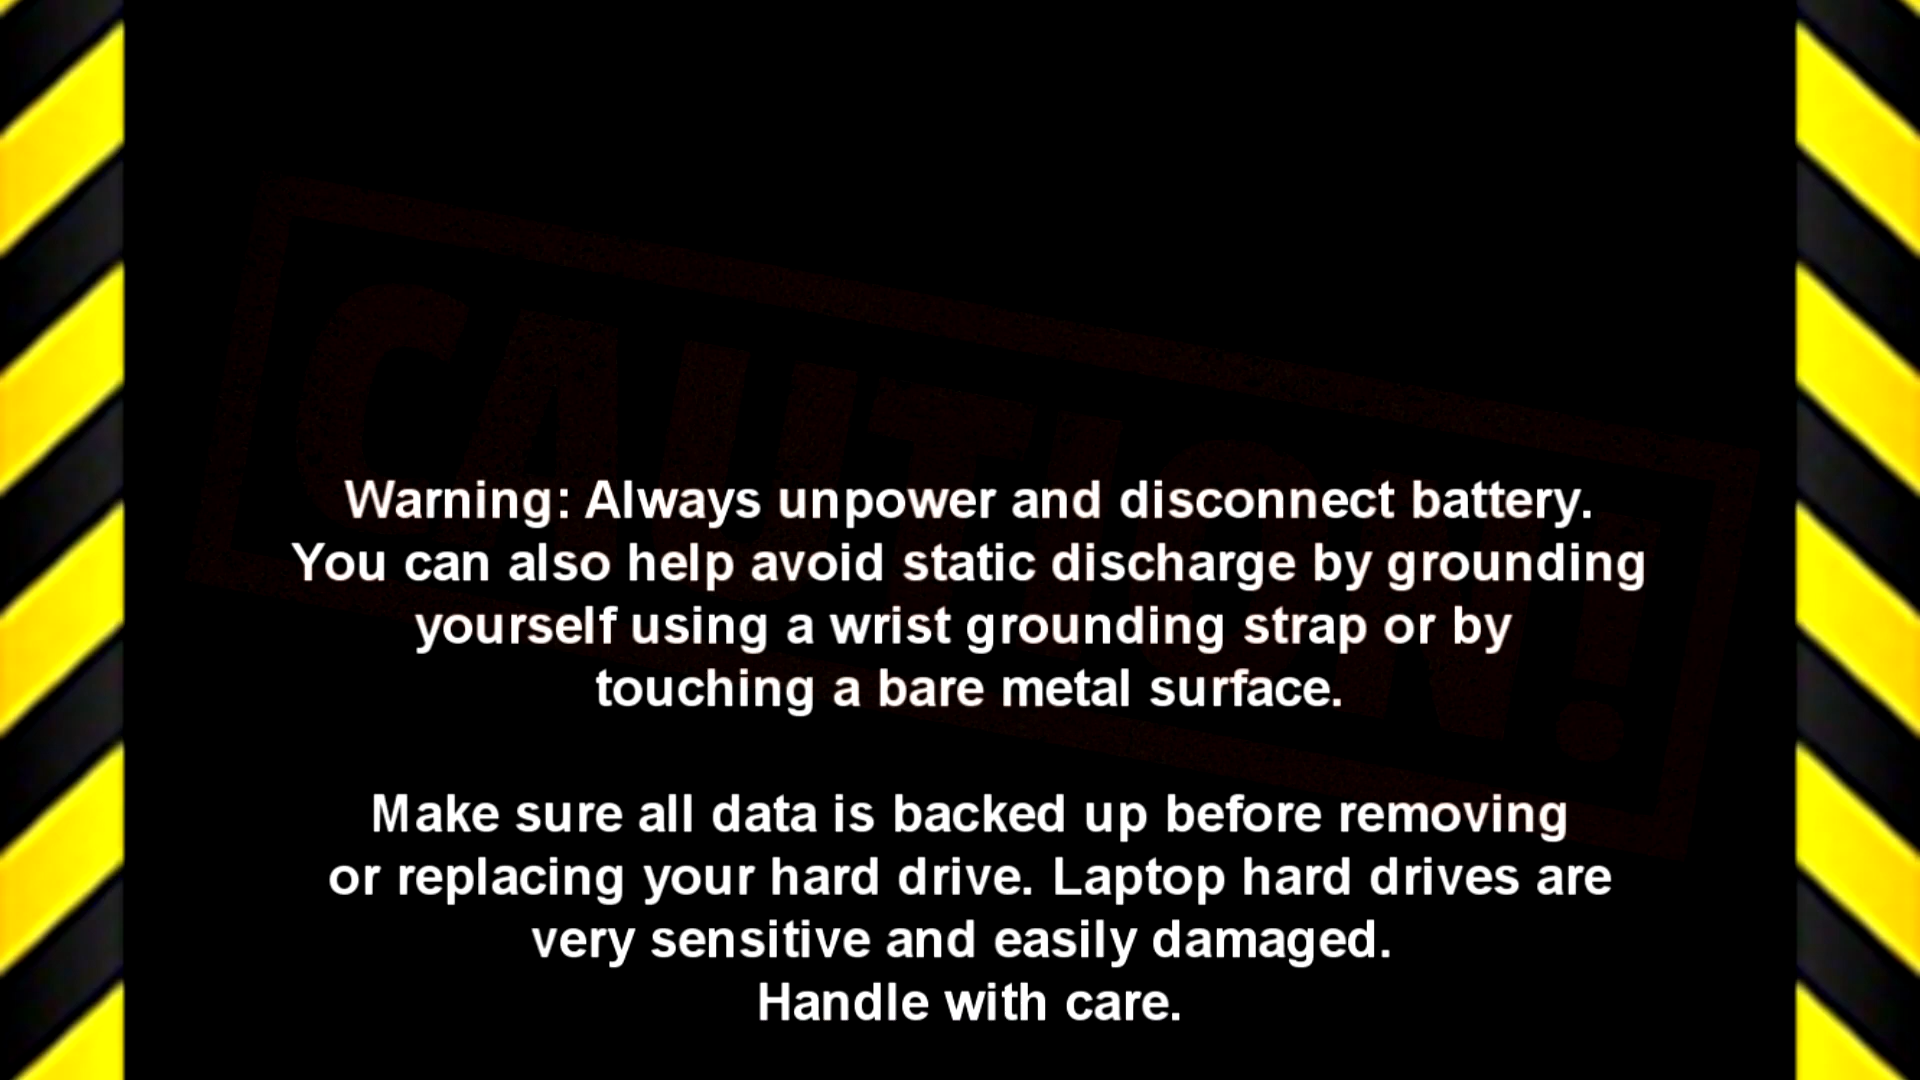 CAUTION!
Warning: Always unpower and disconnect battery.
You can also help avoid static discharge by grounding
yourself using a wrist grounding strap or by
touching a bare metal surface.
Make sure all data is backed up before removing
or replacing your hard drive. Laptop hard drives are
very sensitive and easily damaged.
Handle with care.